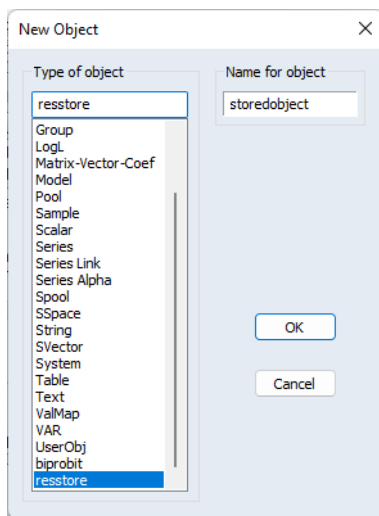 New Object
Type of object
resstore
Group
LogL
Matrix-Vector-Coef
Model
Pool
Sample
Scalar
Series
Series Link
Series Alpha
Spool
SSpace
String
SVector
System
Table
Text
ValMap
VAR
UserObj
biprobit
resstore
Name for object
storedobject
OK
Cancel